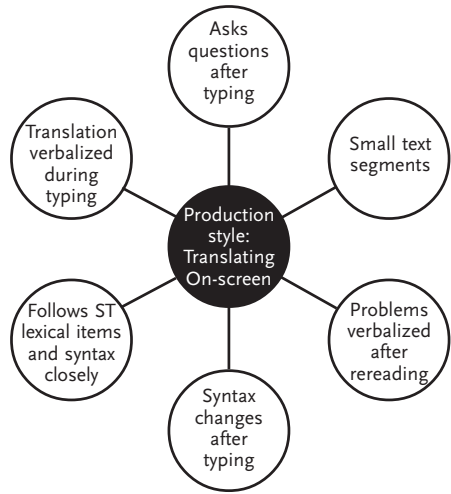 Asks
questions
after
typing
Translation
verbalized
during
typing
Small text
segments
Production
style:
Translating
On-screen
Follows ST
lexical items
and syntax
closely
Problems
verbalized
after
rereading
Syntax
changes
after
typing